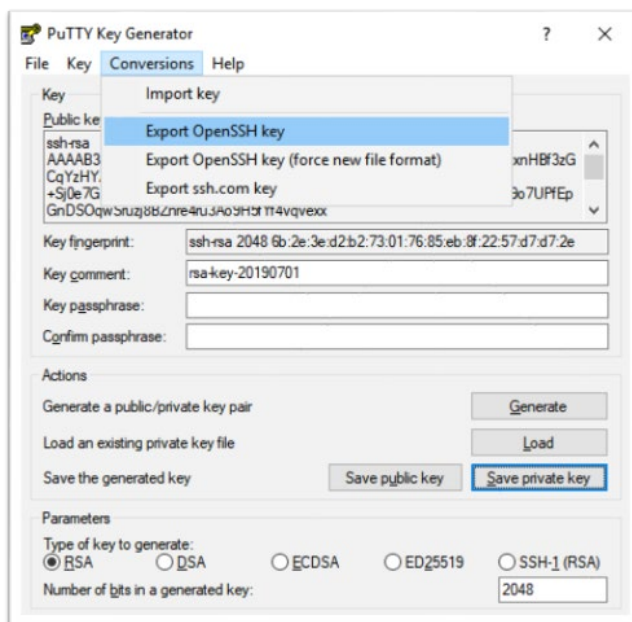 PuTTY Key Generator
? X
File Key Conversions Help
Import key
Export OpenSSH key
Export OpenSSH key (force new file format)
Export ssh.com key
Key
Public ke
ssh-rsa
AAAAB3 xnHBf3zG
CqYzHY
+Sj0e7G 9o7UPfEp
Key fingerprint: ssh-rsa 2048 6b:2e:3e:d2:b2:73:01:76:85:eb:8f:22:57:d7:d7:2e
Key comment: rsa-key-20190701
Key passphrase:
Confirm passphrase:
Actions
Generate a public/private key pair Generate
Load an existing private key file Load
Save the generated key Save public key Save private key
Parameters
Type of key to generate:
RSA DSA ECDSA ED25519 SSH-1 (RSA)
Number of bits in a generated key: 2048